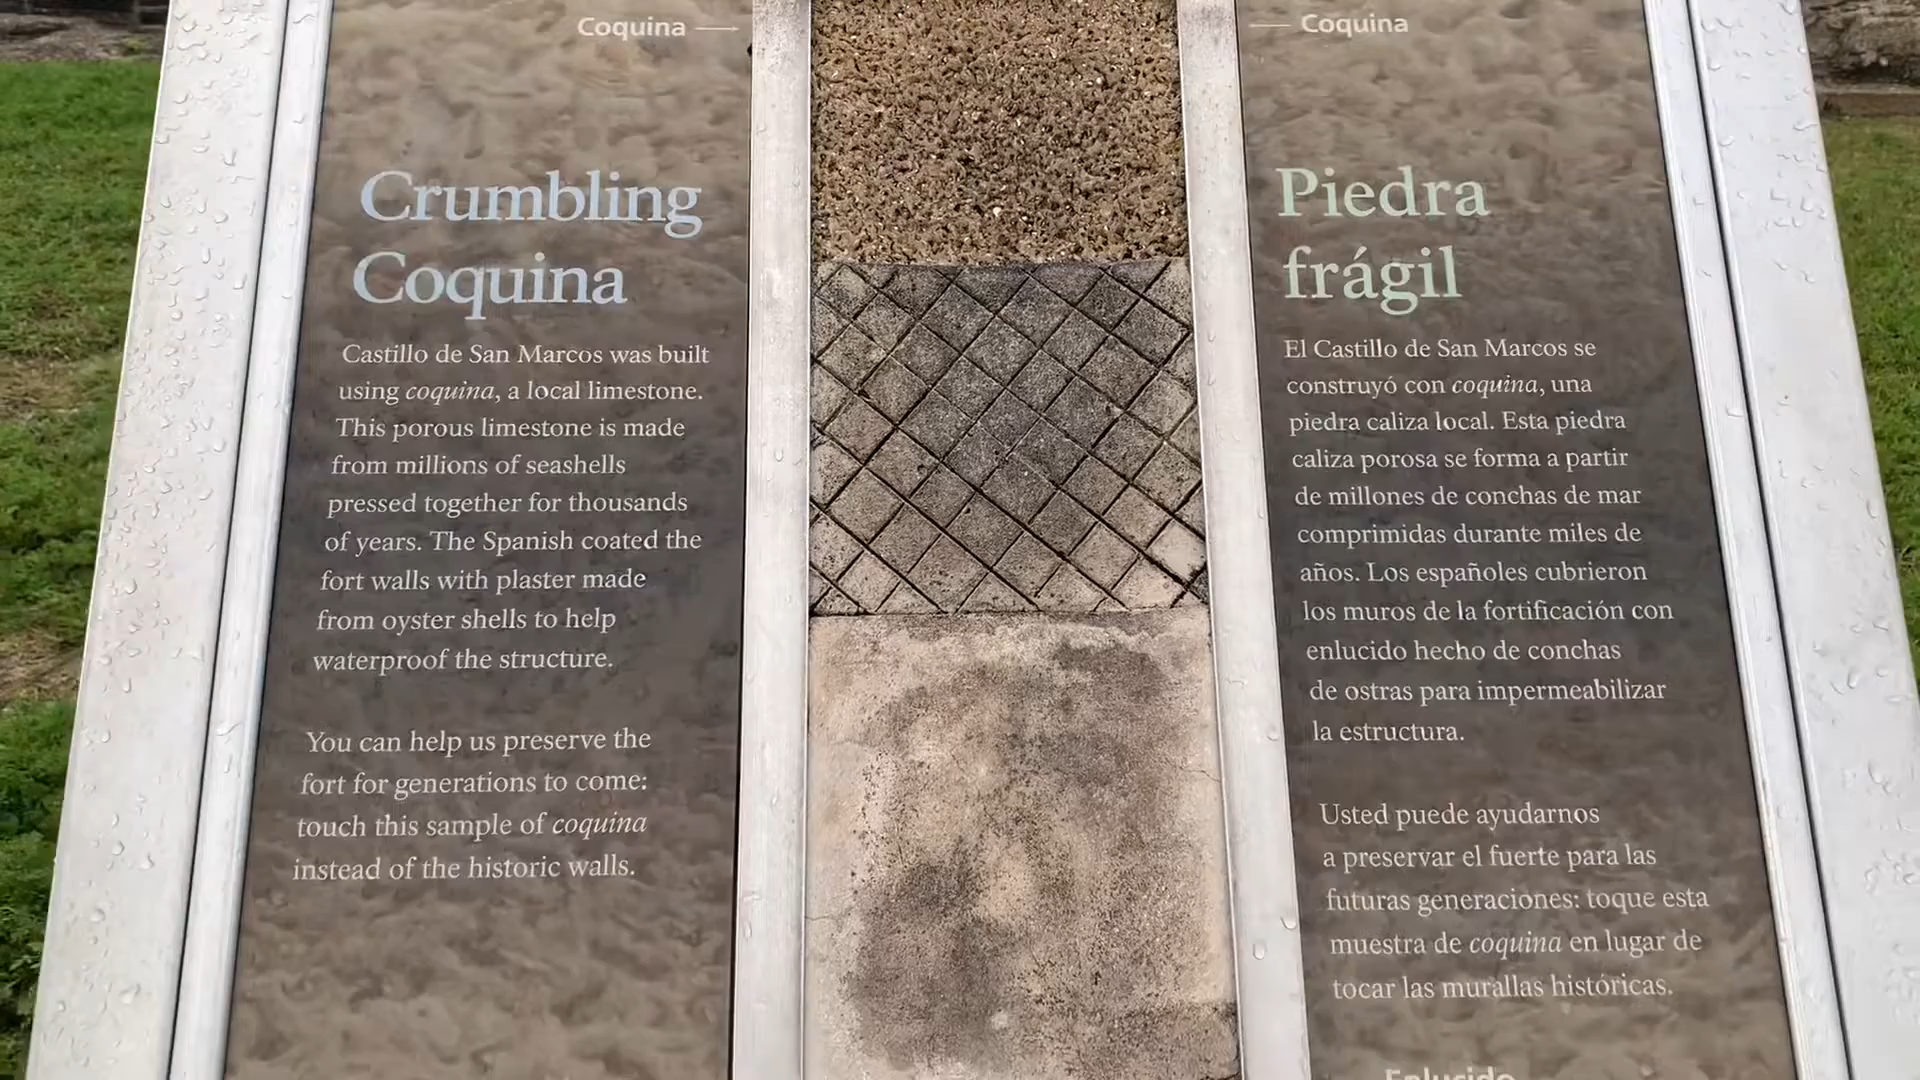 Coquina
Crumbling
Coquina
Castillo de San Marcos was built
using coquina, a local limestone.
This porous limestone is made
from millions of seashells
pressed together for thousands
of years. The Spanish coated the
fort walls with plaster made
from oyster shells to help
waterproof the structure.
You can help us preserve the
fort for generations to come:
touch this sample of coquina
instead of the historic walls.
Coquina
Piedra
frágil
El Castillo de San Marcos se
construyó con coquina, una
piedra caliza local. Esta piedra
caliza porosa se forma a partir
de millones de conchas de mar
comprimidas durante miles de
años. Los españoles cubrieron
los muros de la fortificación con
enlucido hecho de conchas
de ostras para impermeabilizar
la estructura.
Usted puede ayudarnos
a preservar el fuerte para las
futuras generaciones: toque esta
muestra de coquina en lugar de
tocar las murallas históricas.
Enlucido